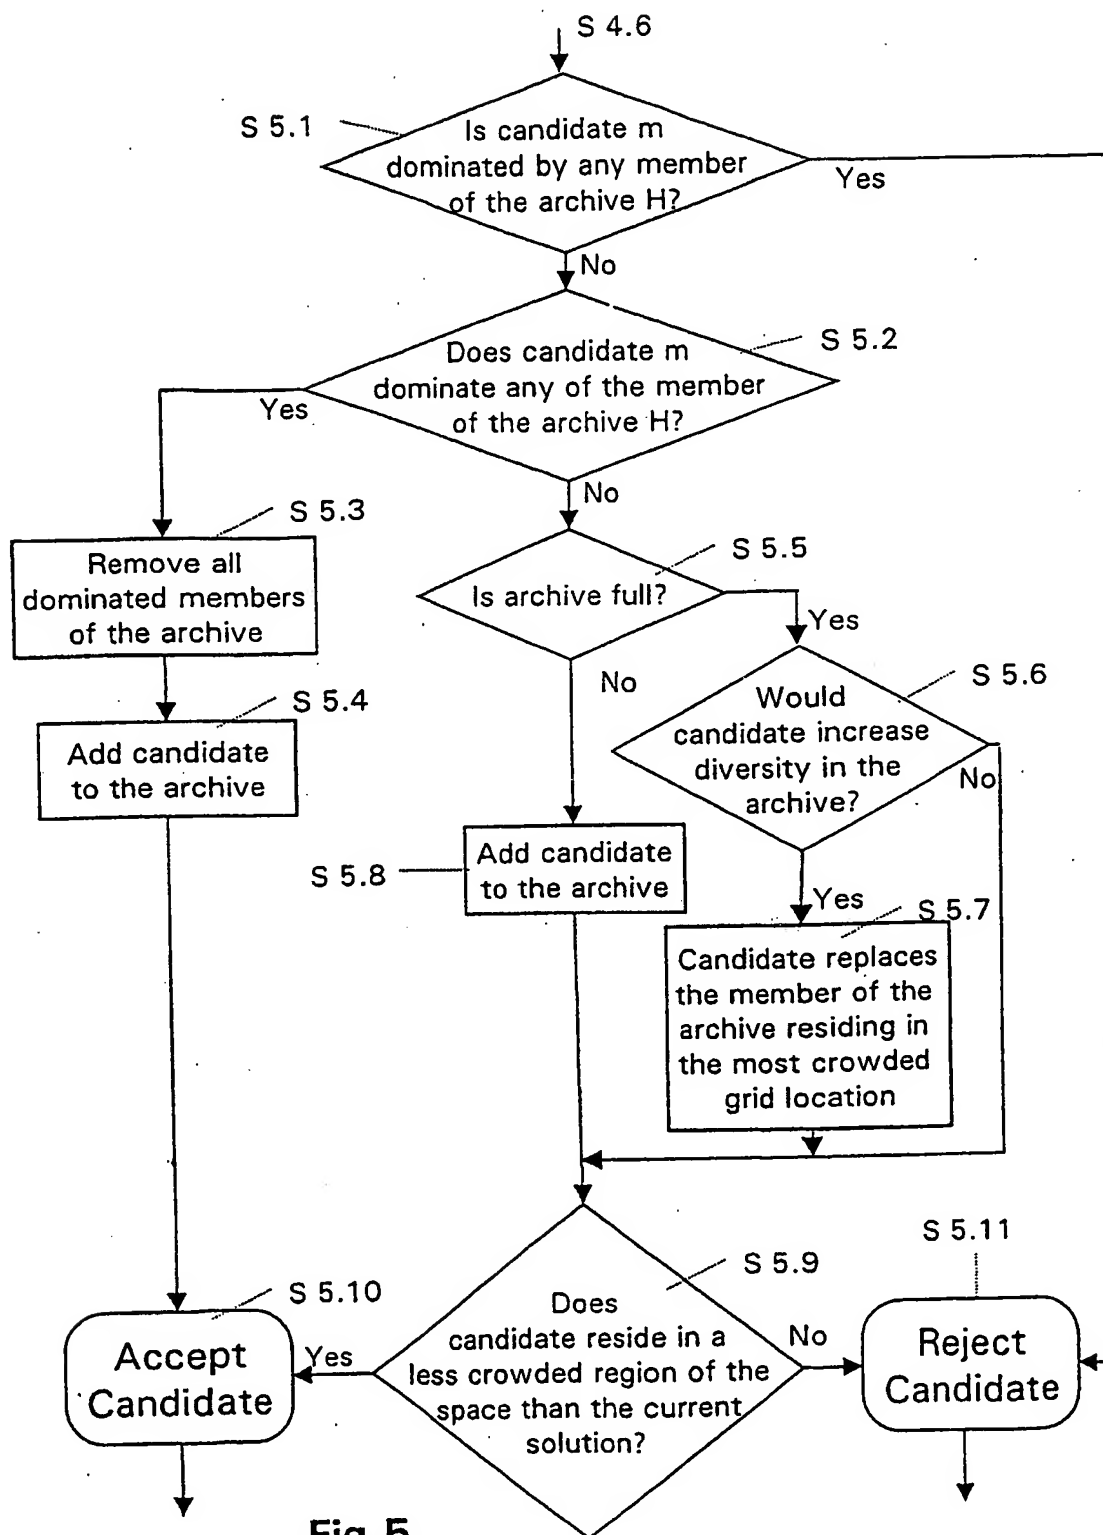 S 4.6
S 5.1
Is candidate m
dominated by any member
of the archive H?
Yes
No
S 5.2
Does candidate m
dominate any of the member
of the archive H?
Yes
No
S 5.3
Remove all
dominated members
of the archive
S 5.5
Is archive full?
Yes
No
S 5.4
Add candidate
to the archive
S 5.6
Would
candidate increase
diversity in the
archive?
No
Yes
S 5.8
Add candidate
to the archive
S 5.7
Candidate replaces
the member of the
archive residing in
the most crowded
grid location
S 5.9
Does
candidate reside in a
less crowded region of the
space than the current
solution?
Yes
No
S 5.10
Accept
Candidate
S 5.11
Reject
Candidate
Fig 5